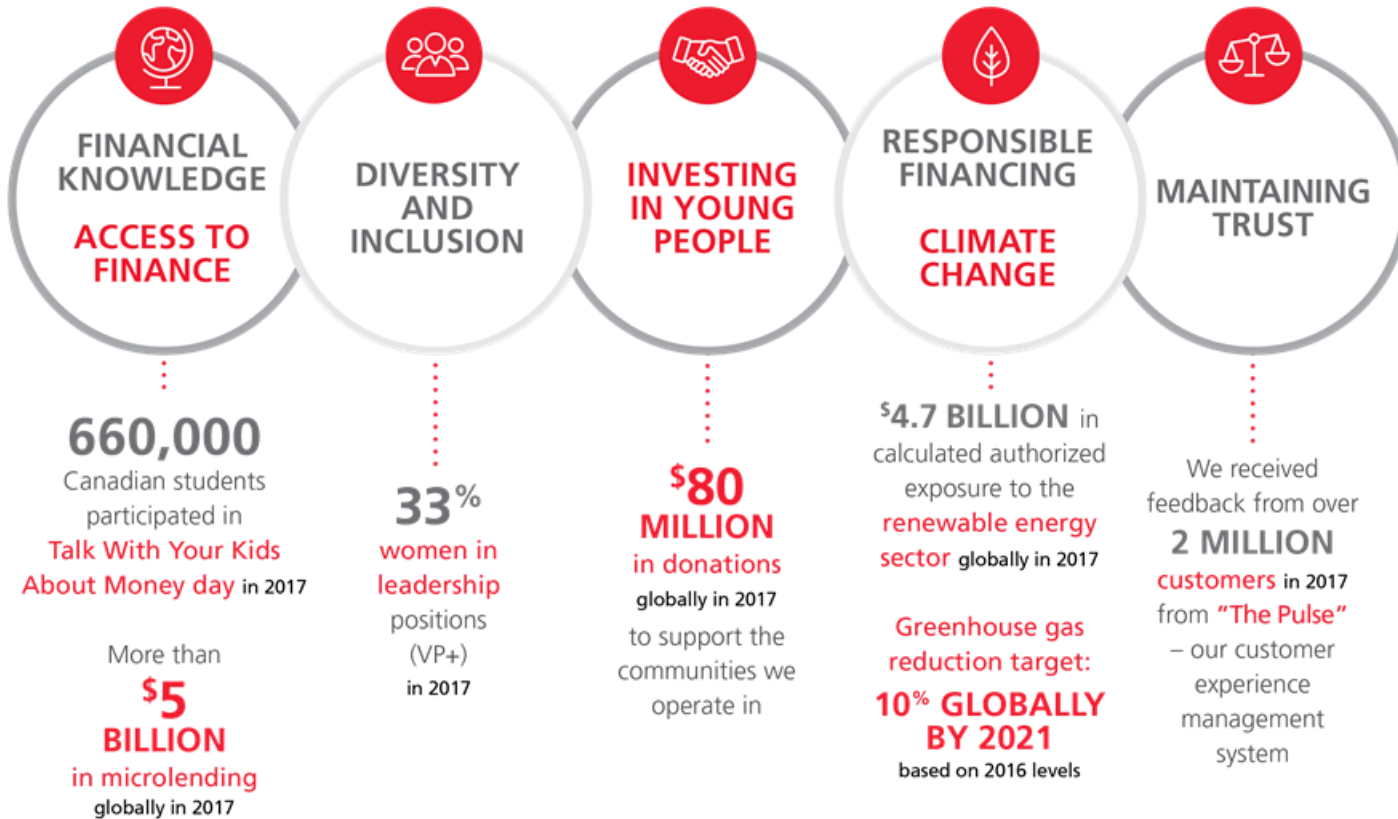 FINANCIAL
KNOWLEDGE
ACCESS TO
FINANCE
660,000
Canadian students
participated in
Talk With Your Kids
About Money day in 2017
More than
$5
BILLION
in microlending
globally in 2017
DIVERSITY
AND
INCLUSION
33%
women in
leadership
positions
(VP+)
in 2017
INVESTING
IN YOUNG
PEOPLE
$80
MILLION
in donations
globally in 2017
to support the
communities we
operate in
RESPONSIBLE
FINANCING
CLIMATE
CHANGE
$4.7 BILLION in
calculated authorized
exposure to the
renewable energy
sector globally in 2017
Greenhouse gas
reduction target:
10% GLOBALLY
BY 2021
based on 2016 levels
MAINTAINING
TRUST
We received
feedback from over
2 MILLION
customers in 2017
from “The Pulse”
– our customer
experience
management
system